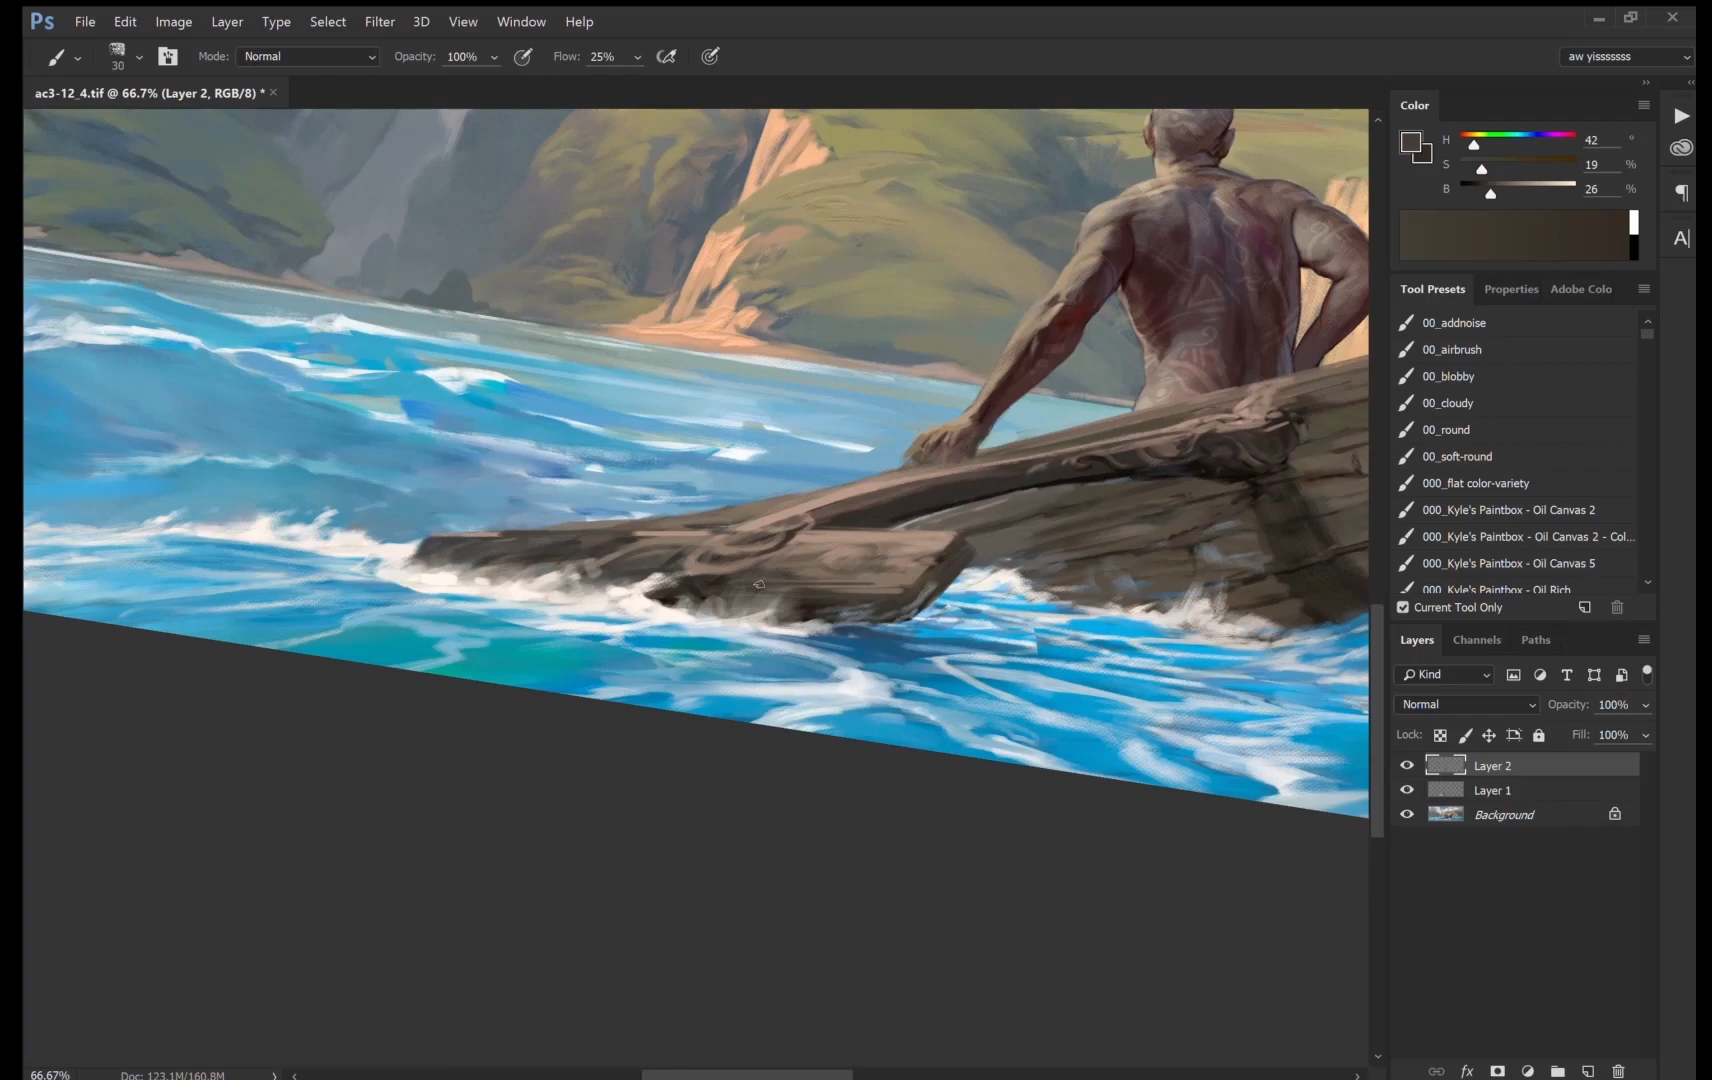 Ps File Edit Image Layer Type Select Filter 3D View Window Help
30 Mode: Normal Opacity: 100% Flow: 25% aw yisssssss
ac3-12_4.tif @ 66.7% (Layer 2, RGB/8) * ×
Color
H 42 °
S 19 %
B 26 %
Tool Presets Properties Adobe Colo
00_addnoise
00_airbrush
00_blobby
00_cloudy
00_round
00_soft-round
000_flat color-variety
000_Kyle's Paintbox - Oil Canvas 2
000_Kyle's Paintbox - Oil Canvas 2 - Col...
000_Kyle's Paintbox - Oil Canvas 5
000_Kyle's Paintbox - Oil Rich
Current Tool Only
Layers Channels Paths
Kind
Normal Opacity: 100%
Lock: Fill: 100%
Layer 2
Layer 1
Background
66.67% Doc: 123.1M/160.8M